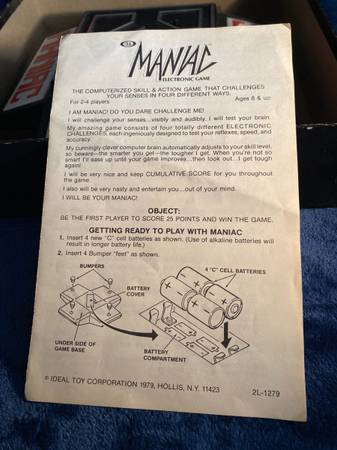 IDEAL
MANIAC
ELECTRONIC GAME
THE COMPUTERIZED SKILL & ACTION GAME THAT CHALLENGES
YOUR SENSES IN FOUR DIFFERENT WAYS.
For 2-4 players Ages 8 & up
I AM MANIAC! DO YOU DARE CHALLENGE ME!
I will challenge your senses...visibly and audibly, I will test your brain.
My amazing game consists of four totally different ELECTRONIC
CHALLENGES, each ingeniously designed to test your reflexes, speed, and
accuracy.
My cunningly clever computer brain automatically adjusts to your skill level,
so beware—the smarter you get—the tougher I get. When you're not so
smart I'll ease up until your game improves...then look out...I get tough
again!
I will be very nice and keep CUMULATIVE SCORE for you throughout
the game.
I also will be very nasty and entertain you...out of your mind.
I WILL BE YOUR MANIAC!
OBJECT:
BE THE FIRST PLAYER TO SCORE 25 POINTS AND WIN THE GAME.
GETTING READY TO PLAY WITH MANIAC
1. Insert 4 new "C" cell batteries as shown. (Use of alkaline batteries will
result in longer battery life.)
2. Insert 4 Bumper "feet" as shown.
BUMPERS
4 "C" CELL BATTERIES
BATTERY
COVER
UNDER SIDE OF
GAME BASE
BATTERY
COMPARTMENT
© IDEAL TOY CORPORATION 1979, HOLLIS, N.Y. 11423 2L-1279